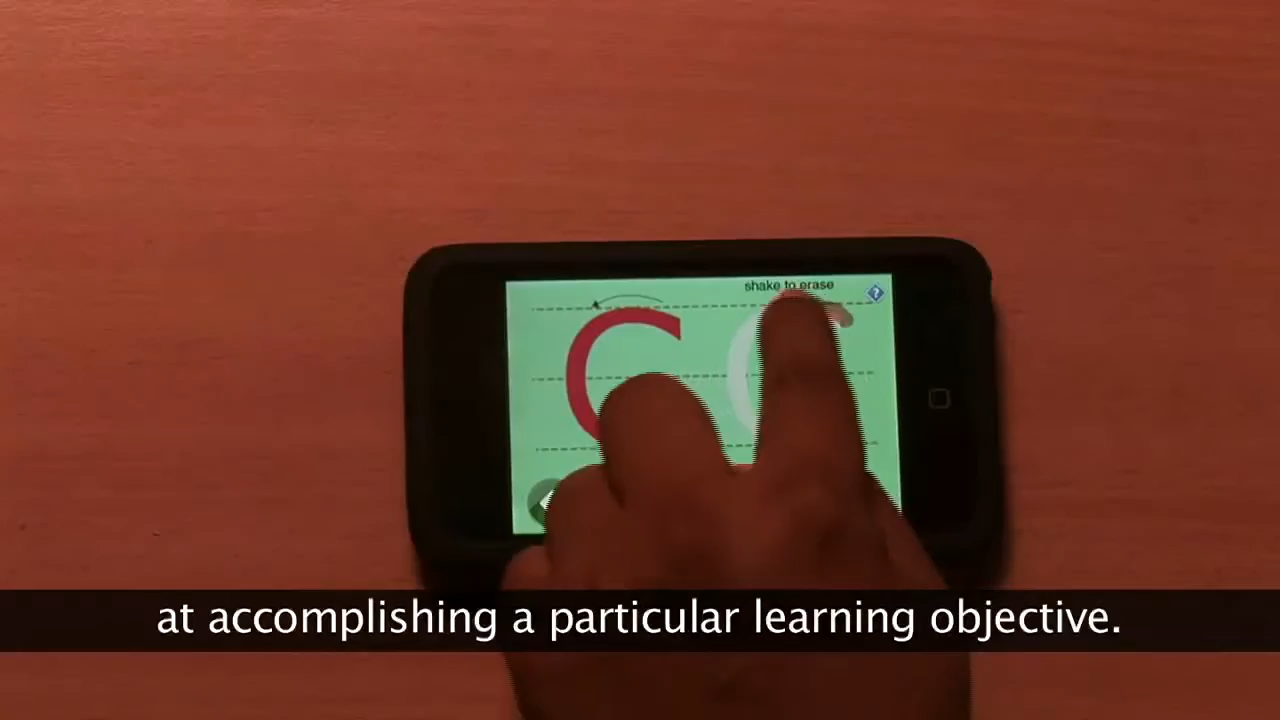 shake to erase
?
C C
at accomplishing a particular learning objective.